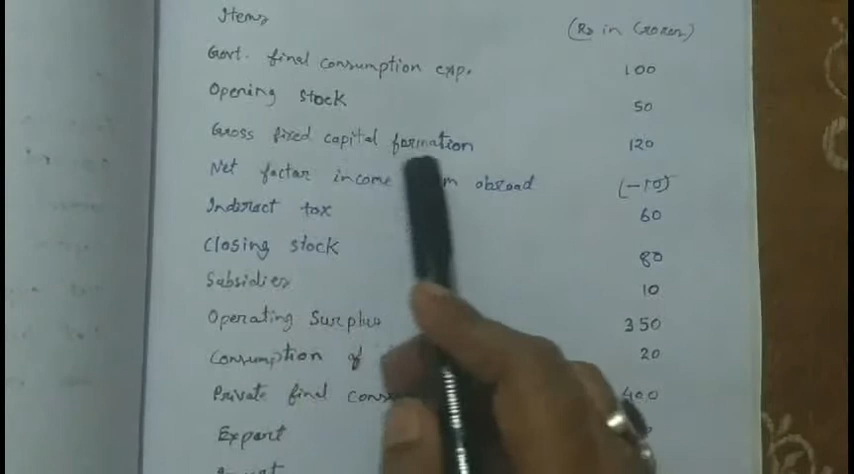 Items (Rs in Crores)
Govt. final consumption exp. 100
Opening stock 50
Gross fixed capital formation 120
Net factor income abroad (-10)
Indirect tax 60
Closing stock 80
Subsidies 10
Operating Surplus 350
Consumption of 20
Private final 400
Export